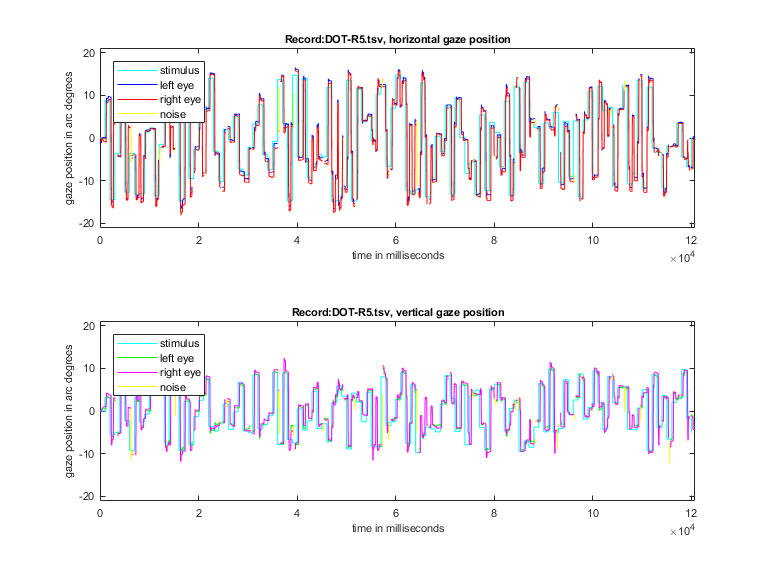 Record:DOT-R5.tsv, horizontal gaze position
gaze position in arc degrees
20
10
0
-10
-20
stimulus
left eye
right eye
noise
0 2 4 6 8 10 12
time in milliseconds
×10^4
Record:DOT-R5.tsv, vertical gaze position
gaze position in arc degrees
20
10
0
-10
-20
stimulus
left eye
right eye
noise
0 2 4 6 8 10 12
time in milliseconds
×10^4